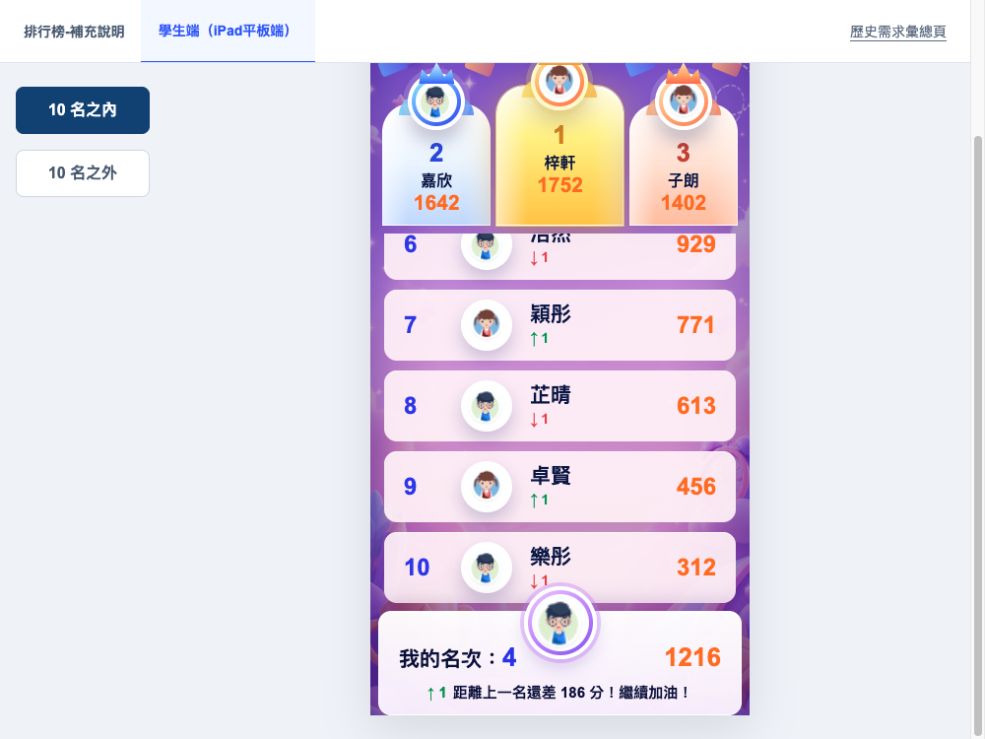 排行榜-補充說明
學生端（iPad平板端）
歷史需求彙總頁
10 名之內
10 名之外
2
嘉欣
1642
1
梓軒
1752
3
子朗
1402
6
↓1
929
7
穎彤
↑1
771
8
芷晴
↓1
613
9
卓賢
↑1
456
10
樂彤
↓1
312
我的名次：4
1216
↑1 距離上一名還差 186 分！繼續加油！